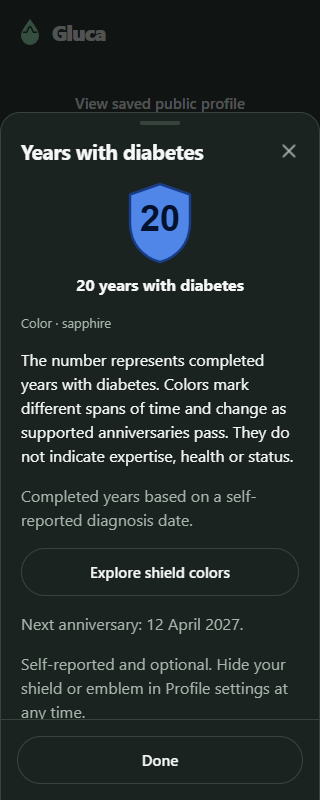 Gluca
View saved public profile
Years with diabetes
20
20 years with diabetes
Color · sapphire
The number represents completed
years with diabetes. Colors mark
different spans of time and change as
supported anniversaries pass. They do
not indicate expertise, health or status.
Completed years based on a self-
reported diagnosis date.
Explore shield colors
Next anniversary: 12 April 2027.
Self-reported and optional. Hide your
shield or emblem in Profile settings at
any time.
Done